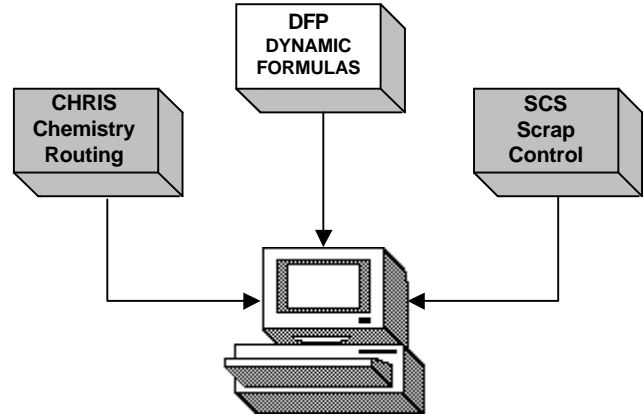 DFP
DYNAMIC
FORMULAS
CHRIS
Chemistry
Routing
SCS
Scrap
Control